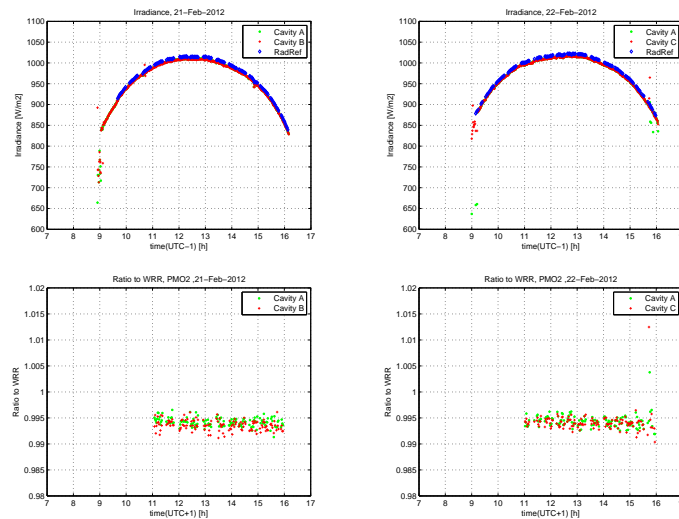 Irradiance, 21−Feb−2012
Irradiance [W/m2]
1100
1050
1000
950
900
850
800
750
700
650
600
7 8 9 10 11 12 13 14 15 16 17
time(UTC−1) [h]
Cavity A
Cavity B
RadRef
Irradiance, 22−Feb−2012
Irradiance [W/m2]
1100
1050
1000
950
900
850
800
750
700
650
600
7 8 9 10 11 12 13 14 15 16 17
time(UTC−1) [h]
Cavity A
Cavity C
RadRef
Ratio to WRR, PMO2 ,21−Feb−2012
Ratio to WRR
1.02
1.015
1.01
1.005
1
0.995
0.99
0.985
0.98
7 8 9 10 11 12 13 14 15 16 17
time(UTC+1) [h]
Cavity A
Cavity B
Ratio to WRR, PMO2 ,22−Feb−2012
Ratio to WRR
1.02
1.015
1.01
1.005
1
0.995
0.99
0.985
0.98
7 8 9 10 11 12 13 14 15 16 17
time(UTC+1) [h]
Cavity A
Cavity C